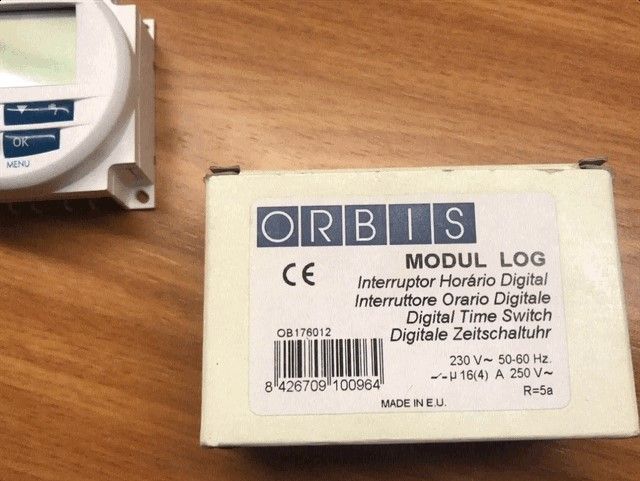 OK
MENU
ORBIS
CE
MODUL LOG
Interruptor Horário Digital
Interruttore Orario Digitale
Digital Time Switch
Digitale Zeitschaltuhr
OB176012
8 426709 100964
230 V~ 50-60 Hz.
µ 16(4) A 250 V~
R=5a
MADE IN E.U.